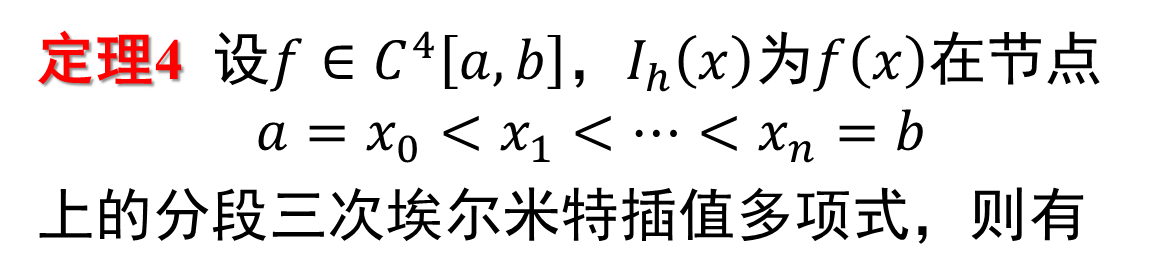 定理4 设f ∈ C⁴[a, b]，Iₕ(x)为f(x)在节点
a = x₀ < x₁ < ⋯ < xₙ = b
上的分段三次埃尔米特插值多项式，则有